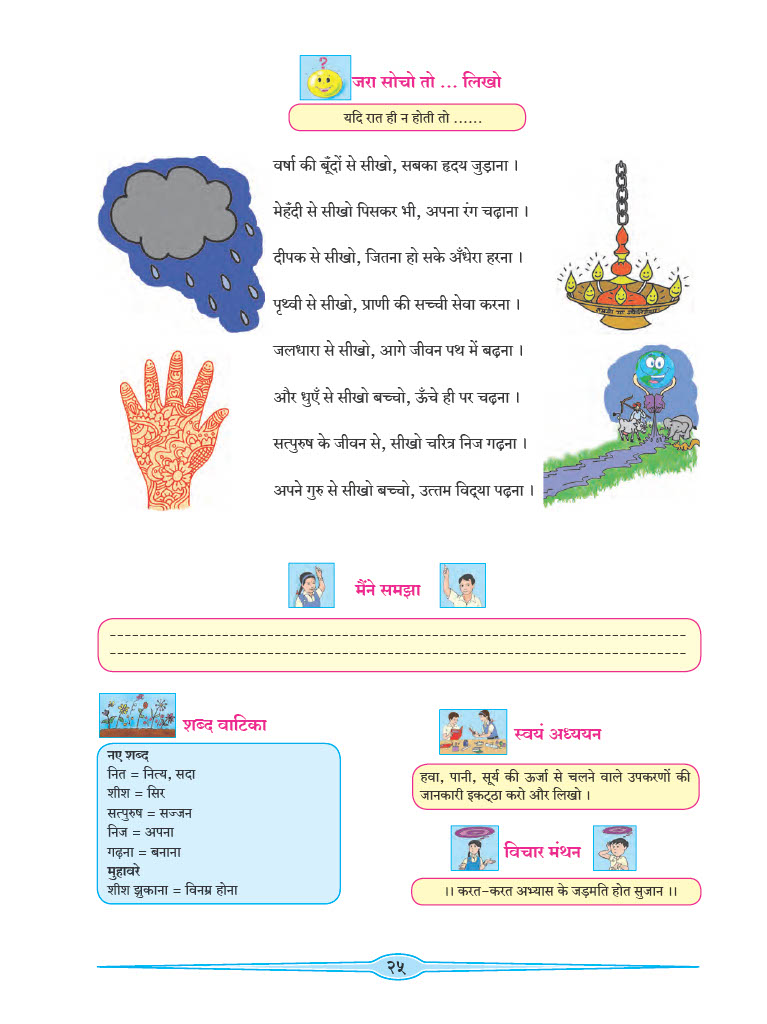 जरा सोचो तो ... लिखो
यदि रात ही न होती तो ......
वर्षा की बूँदों से सीखो, सबका हृदय जुड़ाना ।
मेहँदी से सीखो पिसकर भी, अपना रंग चढ़ाना ।
दीपक से सीखो, जितना हो सके अँधेरा हरना ।
पृथ्वी से सीखो, प्राणी की सच्ची सेवा करना ।
जलधारा से सीखो, आगे जीवन पथ में बढ़ना ।
और धुएँ से सीखो बच्चो, ऊँचे ही पर चढ़ना ।
सत्पुरुष के जीवन से, सीखो चरित्र निज गढ़ना ।
अपने गुरु से सीखो बच्चो, उत्तम विद्‌या पढ़ना ।
मैंने समझा
शब्द वाटिका
नए शब्द
नित = नित्य, सदा
शीश = सिर
सत्पुरुष = सज्जन
निज = अपना
गढ़ना = बनाना
मुहावरे
शीश झुकाना = विनम्र होना
स्वयं अध्ययन
हवा, पानी, सूर्य की ऊर्जा से चलने वाले उपकरणों की
जानकारी इकट्‌ठा करो और लिखो ।
विचार मंथन
।। करत-करत अभ्यास के जड़मति होत सुजान ।।
२५